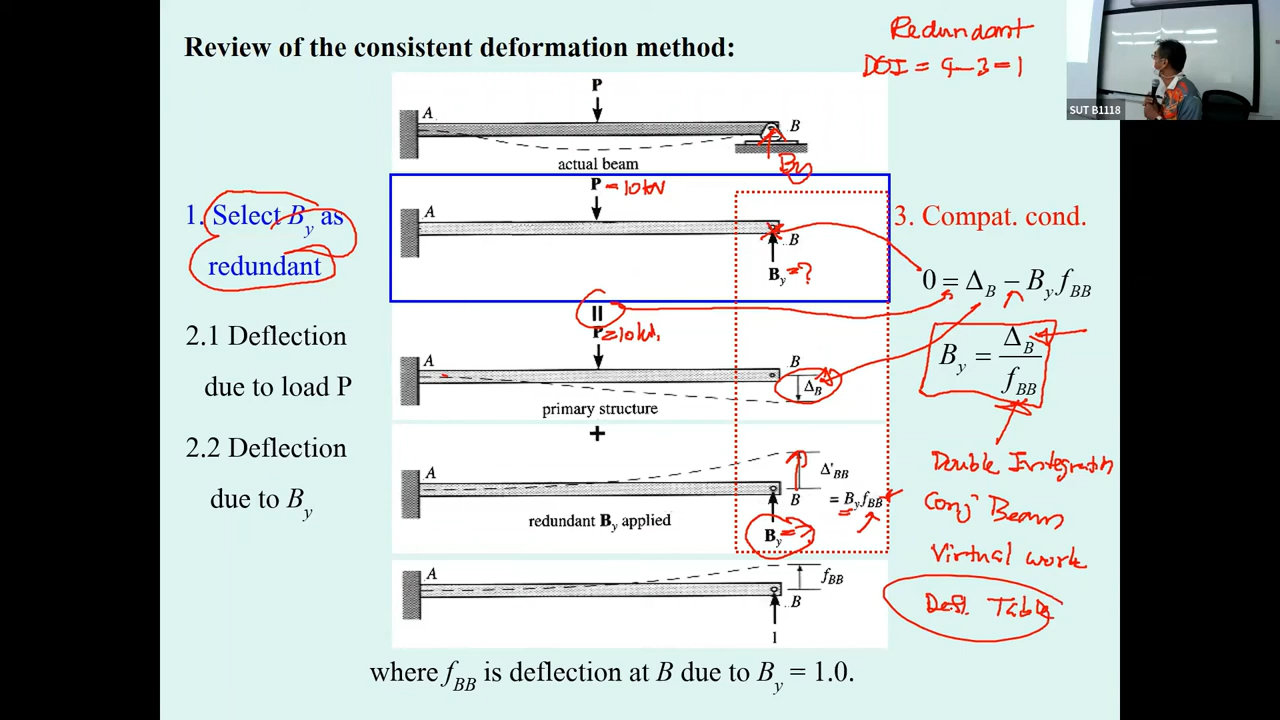 Review of the consistent deformation method:
Redundant
DOI = 4 - 3 = 1
SUT B1118
P
A
B
By
actual beam
1. Select By as
redundant
P = 10 kN
A
B
By = ?
3. Compat. cond.
0 = ΔB − By fBB
By = ΔB / fBB
=
P = 10 kN
2.1 Deflection
due to load P
A
B
ΔB
primary structure
+
2.2 Deflection
due to By
A
B
Δ'BB
= By fBB
redundant By applied
By = ?
Double Integration
Conj Beam
Virtual work
Defl. Table
A
B
fBB
1
where fBB is deflection at B due to By = 1.0.